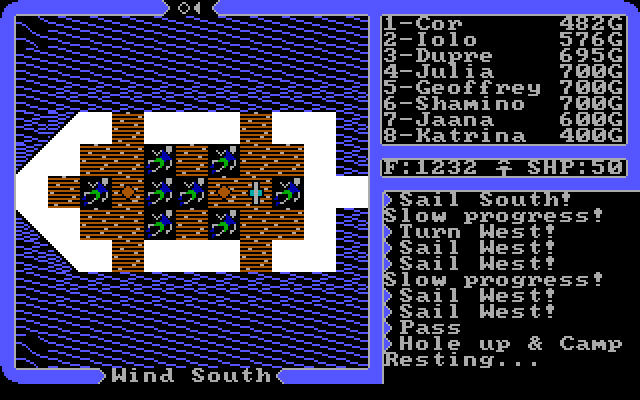 1-Cor 482G
2-Iolo 576G
3-Dupre 695G
4-Julia 700G
5-Geoffrey 700G
6-Shamino 700G
7-Jaana 600G
8-Katrina 400G
F:1232 SHP:50
Sail South!
Slow progress!
Turn West!
Sail West!
Sail West!
Slow progress!
Sail West!
Sail West!
Pass
Hole up & Camp
Resting...
Wind South